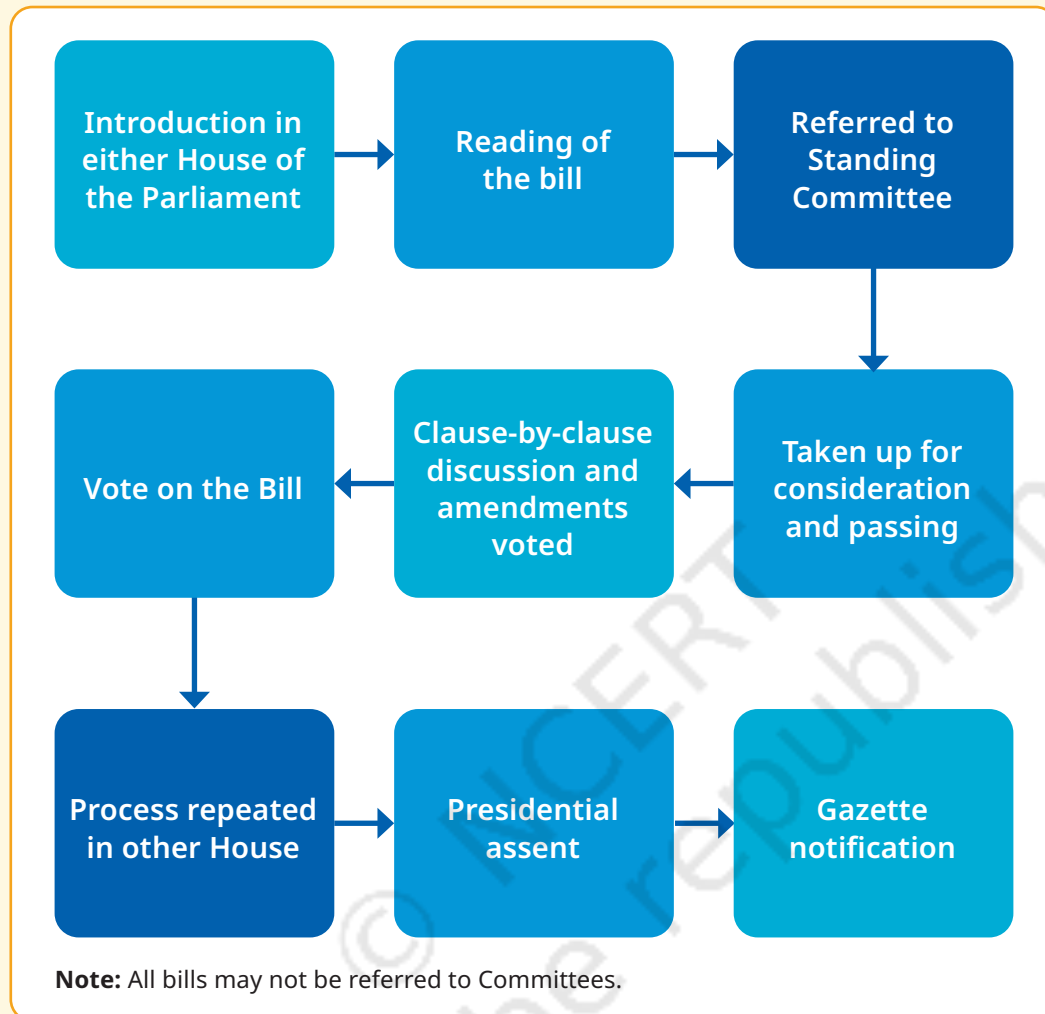 Introduction in
either House of
the Parliament
Reading of
the bill
Referred to
Standing
Committee
Taken up for
consideration
and passing
Clause-by-clause
discussion and
amendments
voted
Vote on the Bill
Process repeated
in other House
Presidential
assent
Gazette
notification
Note: All bills may not be referred to Committees.
© NCERT
republish